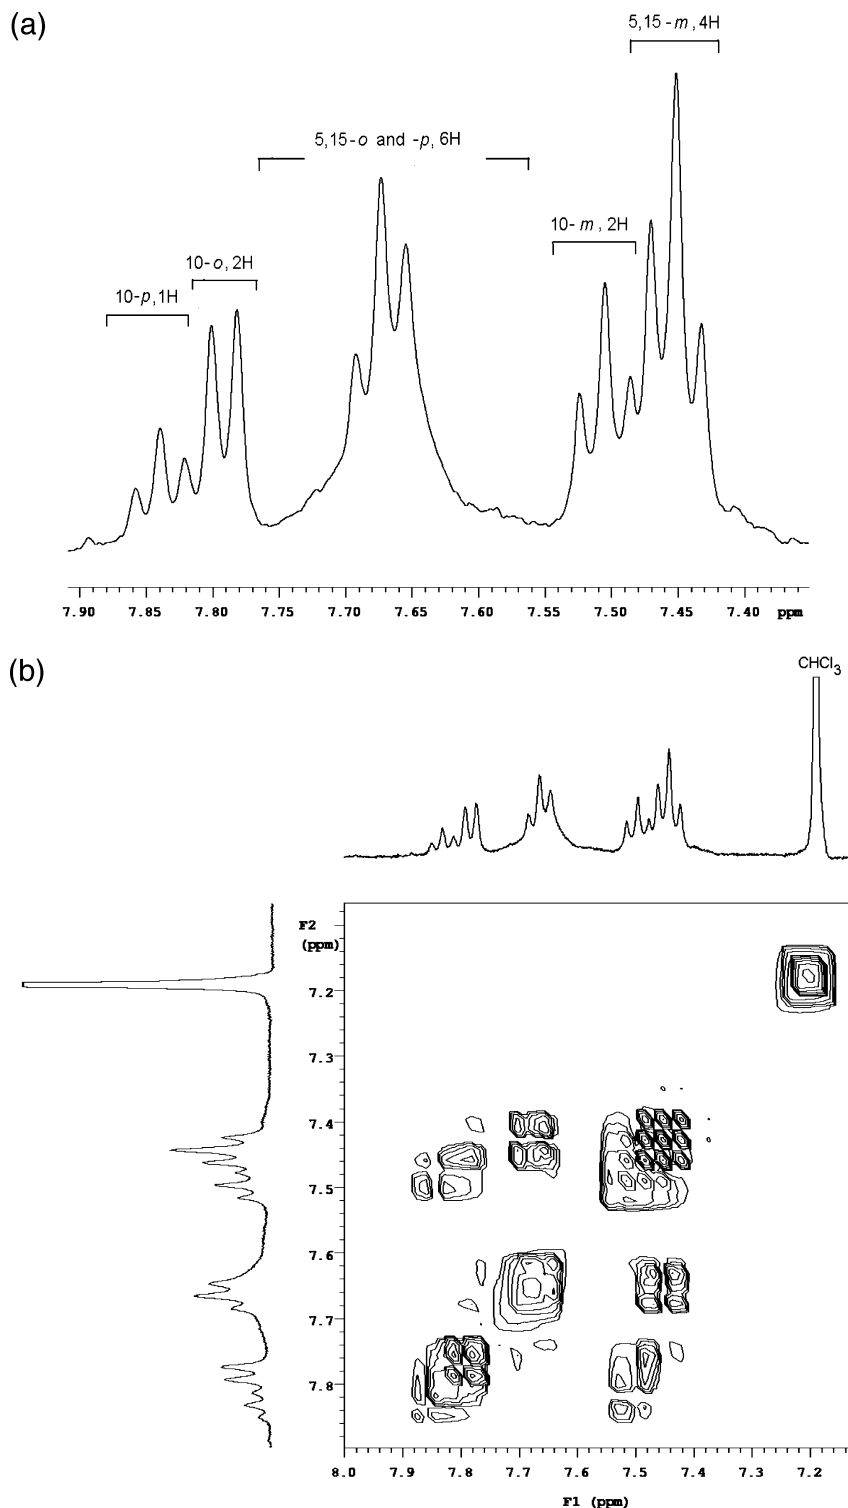 (a)
5,15-m, 4H
5,15-o and -p, 6H
10-m, 2H
10-o, 2H
10-p, 1H
7.90 7.85 7.80 7.75 7.70 7.65 7.60 7.55 7.50 7.45 7.40 ppm
(b)
CHCl3
F2
(ppm)
7.2
7.3
7.4
7.5
7.6
7.7
7.8
8.0 7.9 7.8 7.7 7.6 7.5 7.4 7.3 7.2
F1 (ppm)